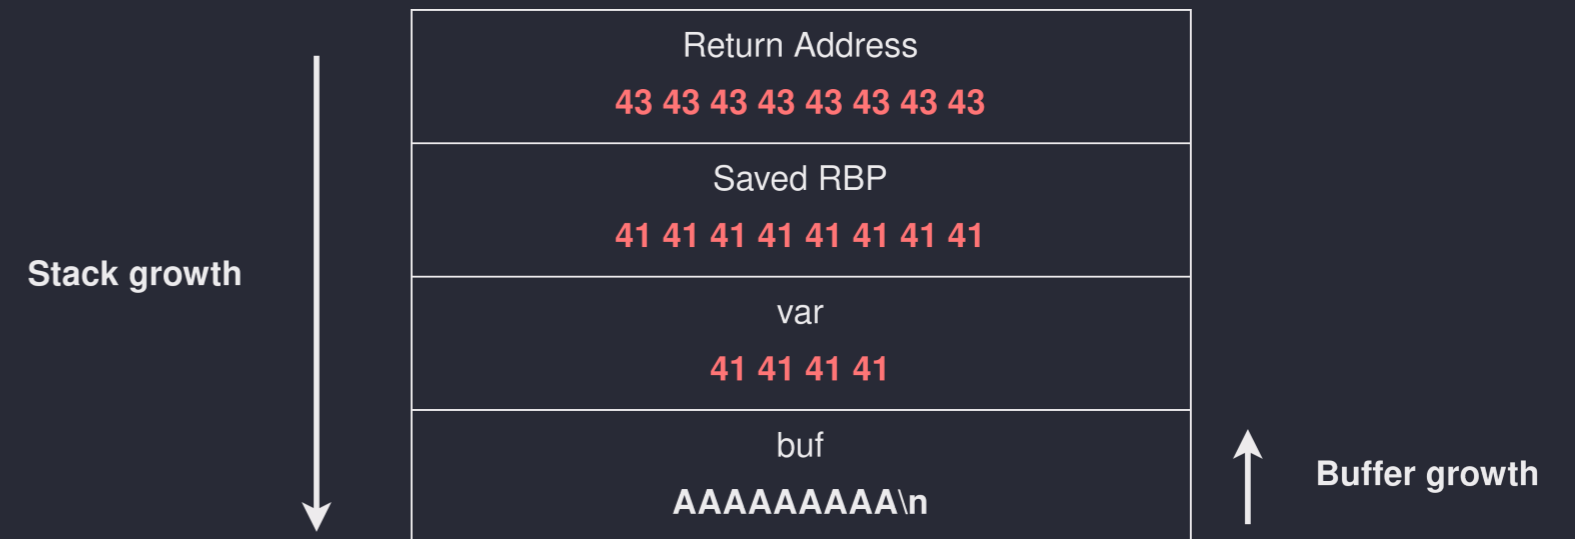 Return Address
43 43 43 43 43 43 43 43
Saved RBP
41 41 41 41 41 41 41 41
Stack growth
var
41 41 41 41
buf
AAAAAAAAA\n
Buffer growth